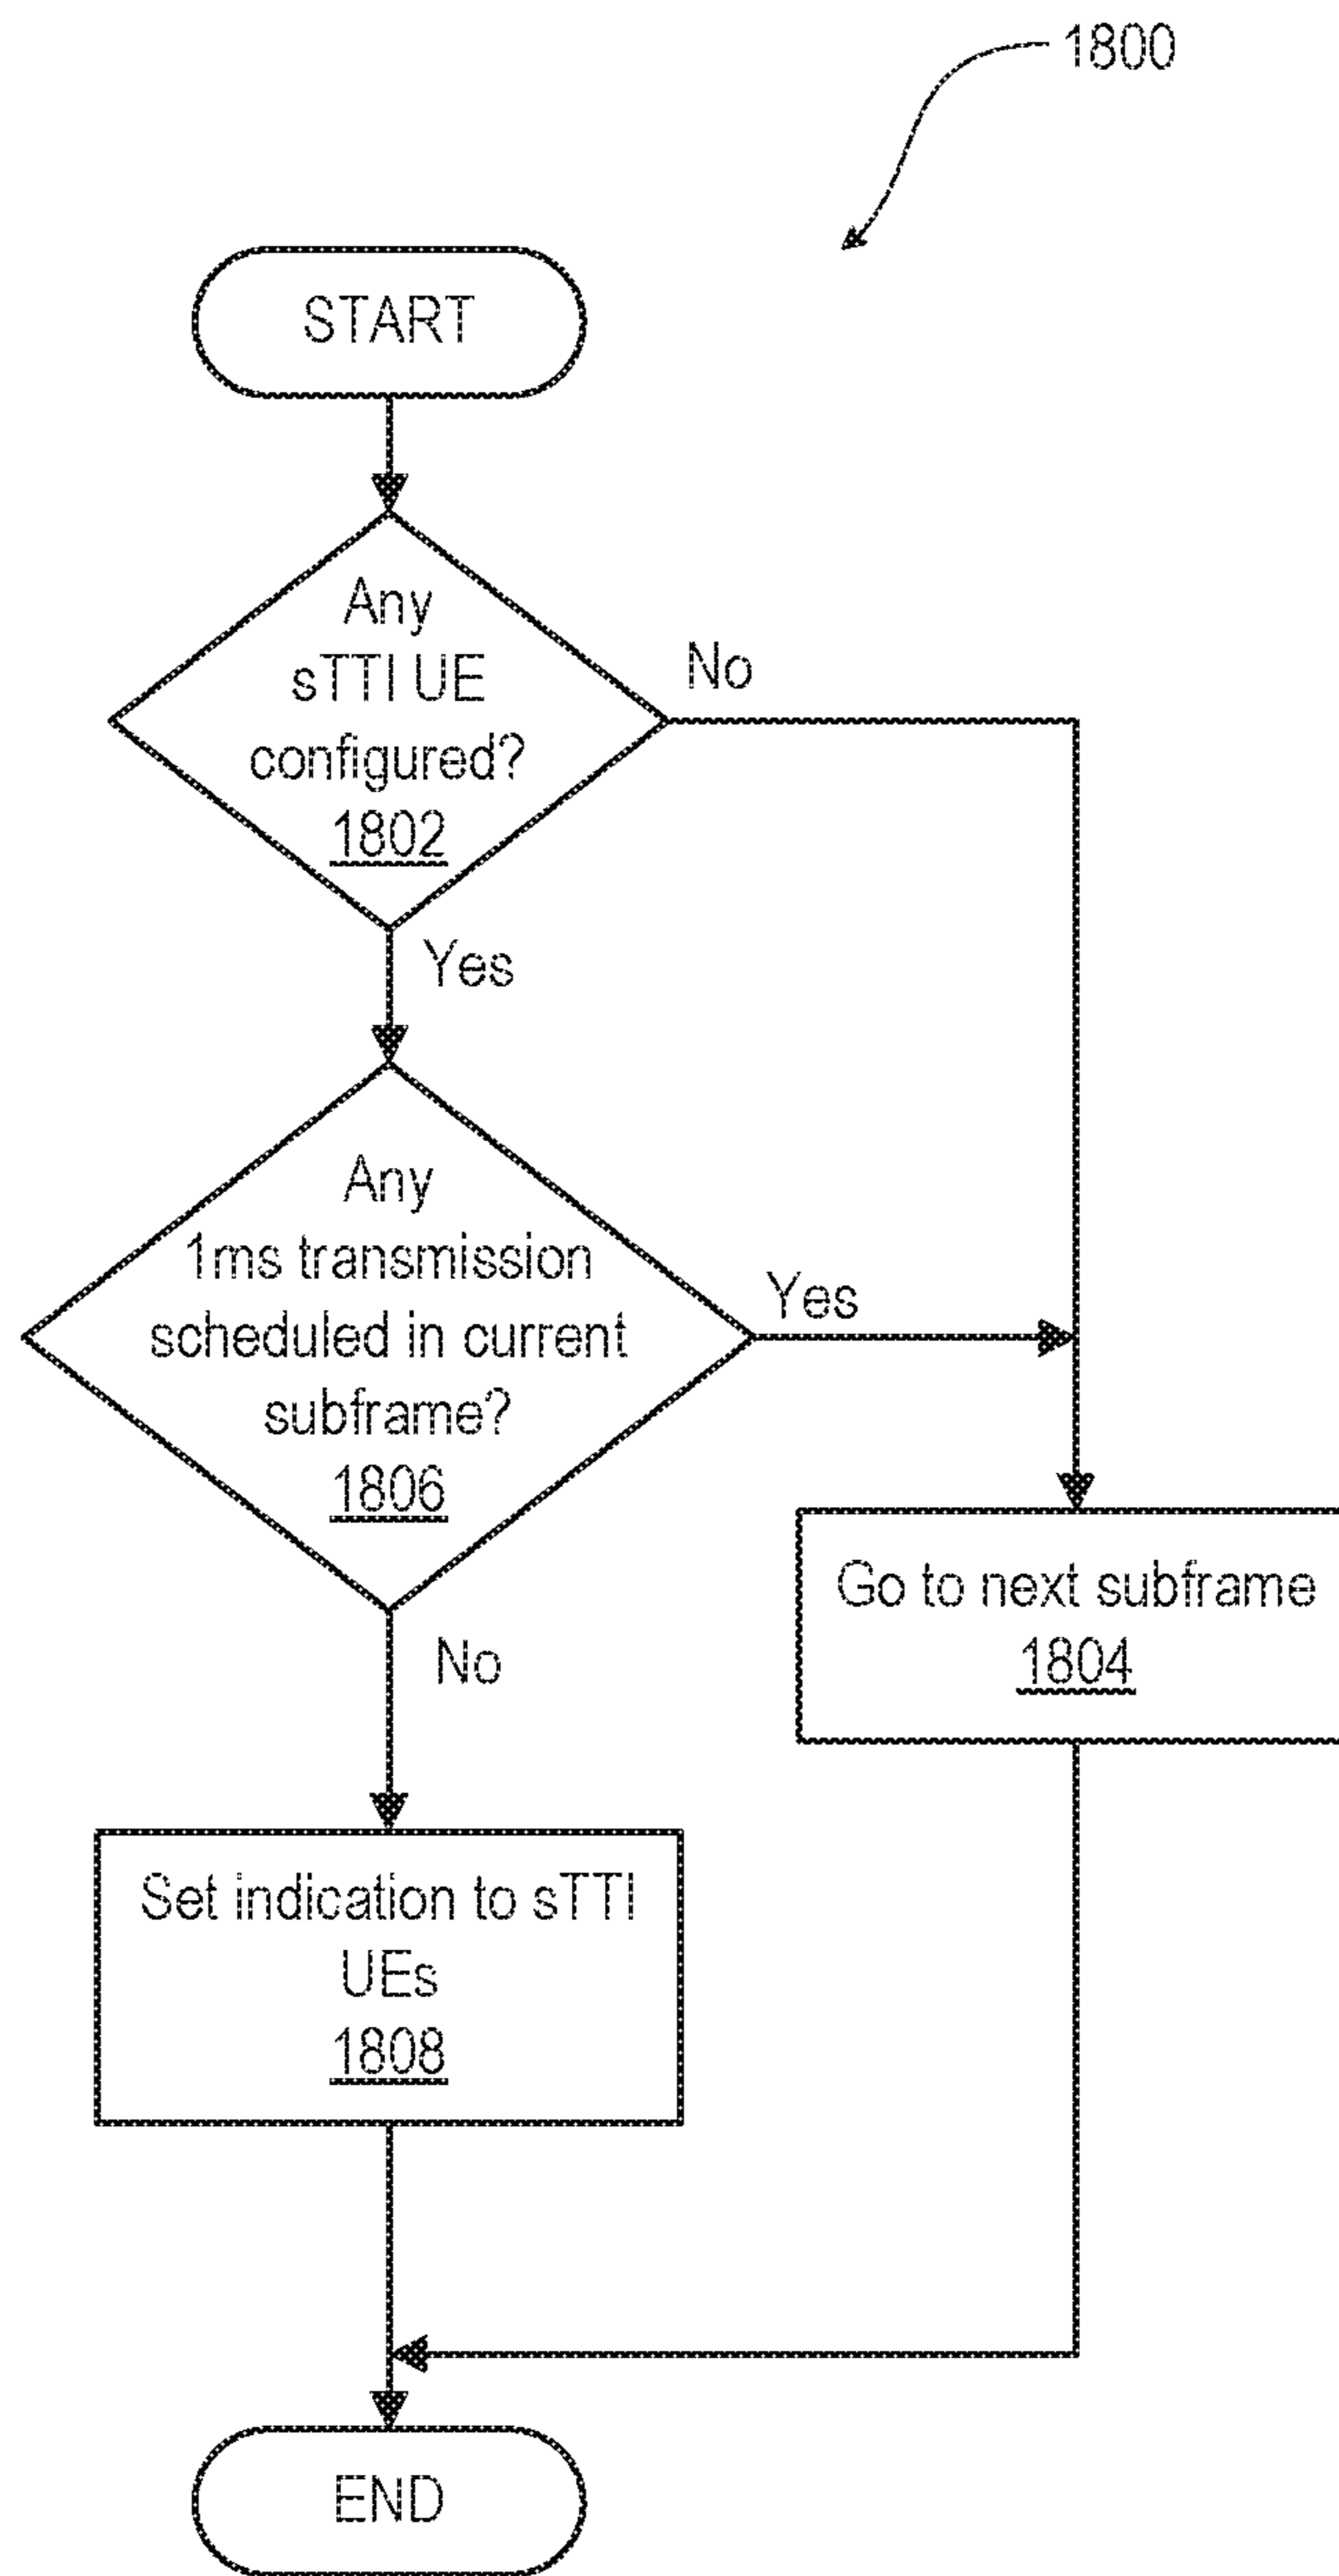 1800
START
Any
sTTI UE
configured?
1802
No
Yes
Any
1ms transmission
scheduled in current
subframe?
1806
Yes
No
Go to next subframe
1804
Set indication to sTTI
UEs
1808
END